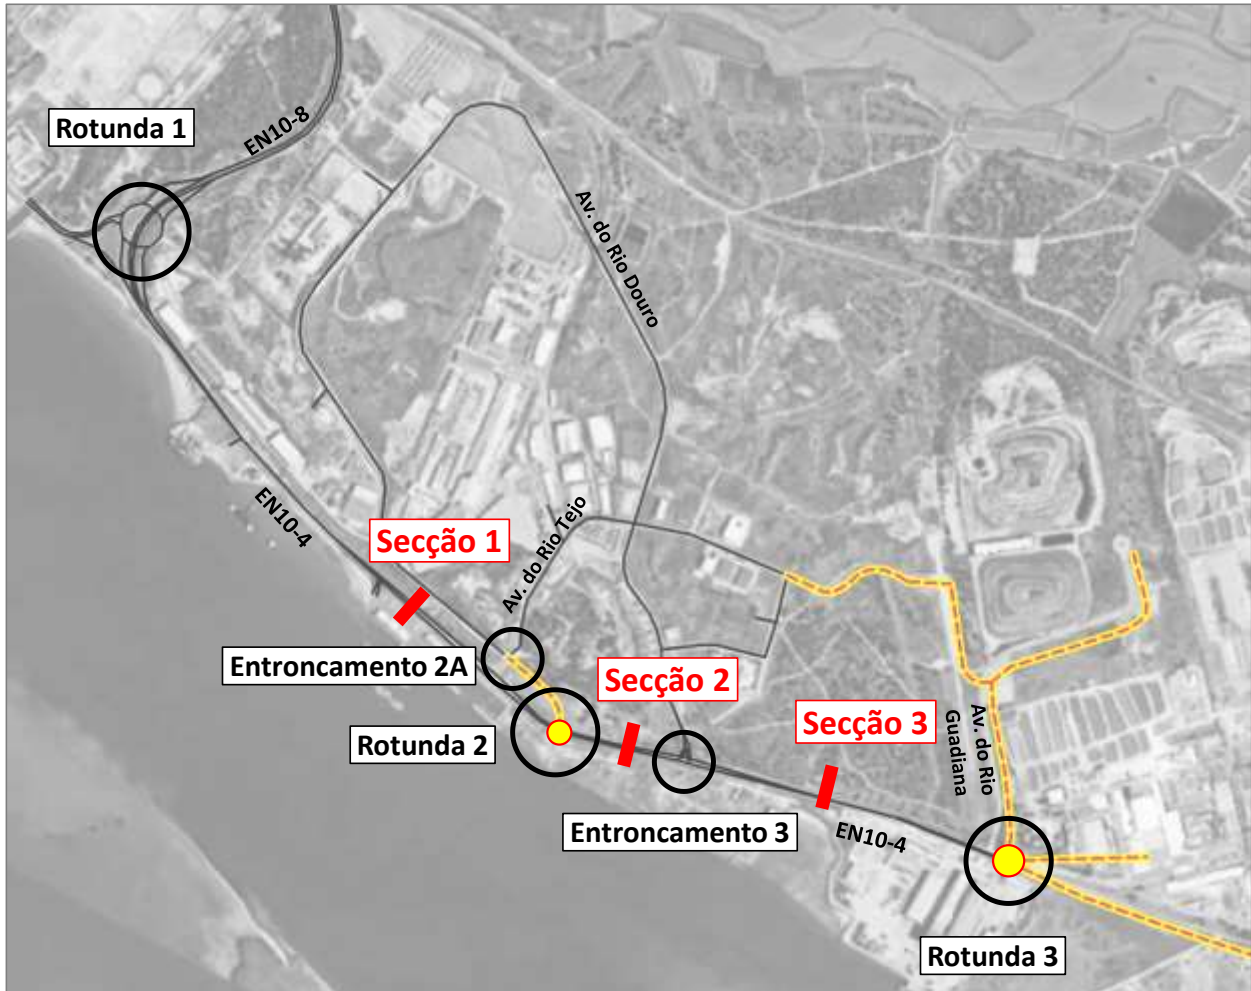 Rotunda 1
EN10-8
Av. do Rio Douro
EN10-4
Secção 1
Av. do Rio Tejo
Entroncamento 2A
Secção 2
Rotunda 2
Secção 3
Av. do Rio
Guadiana
Entroncamento 3
EN10-4
Rotunda 3